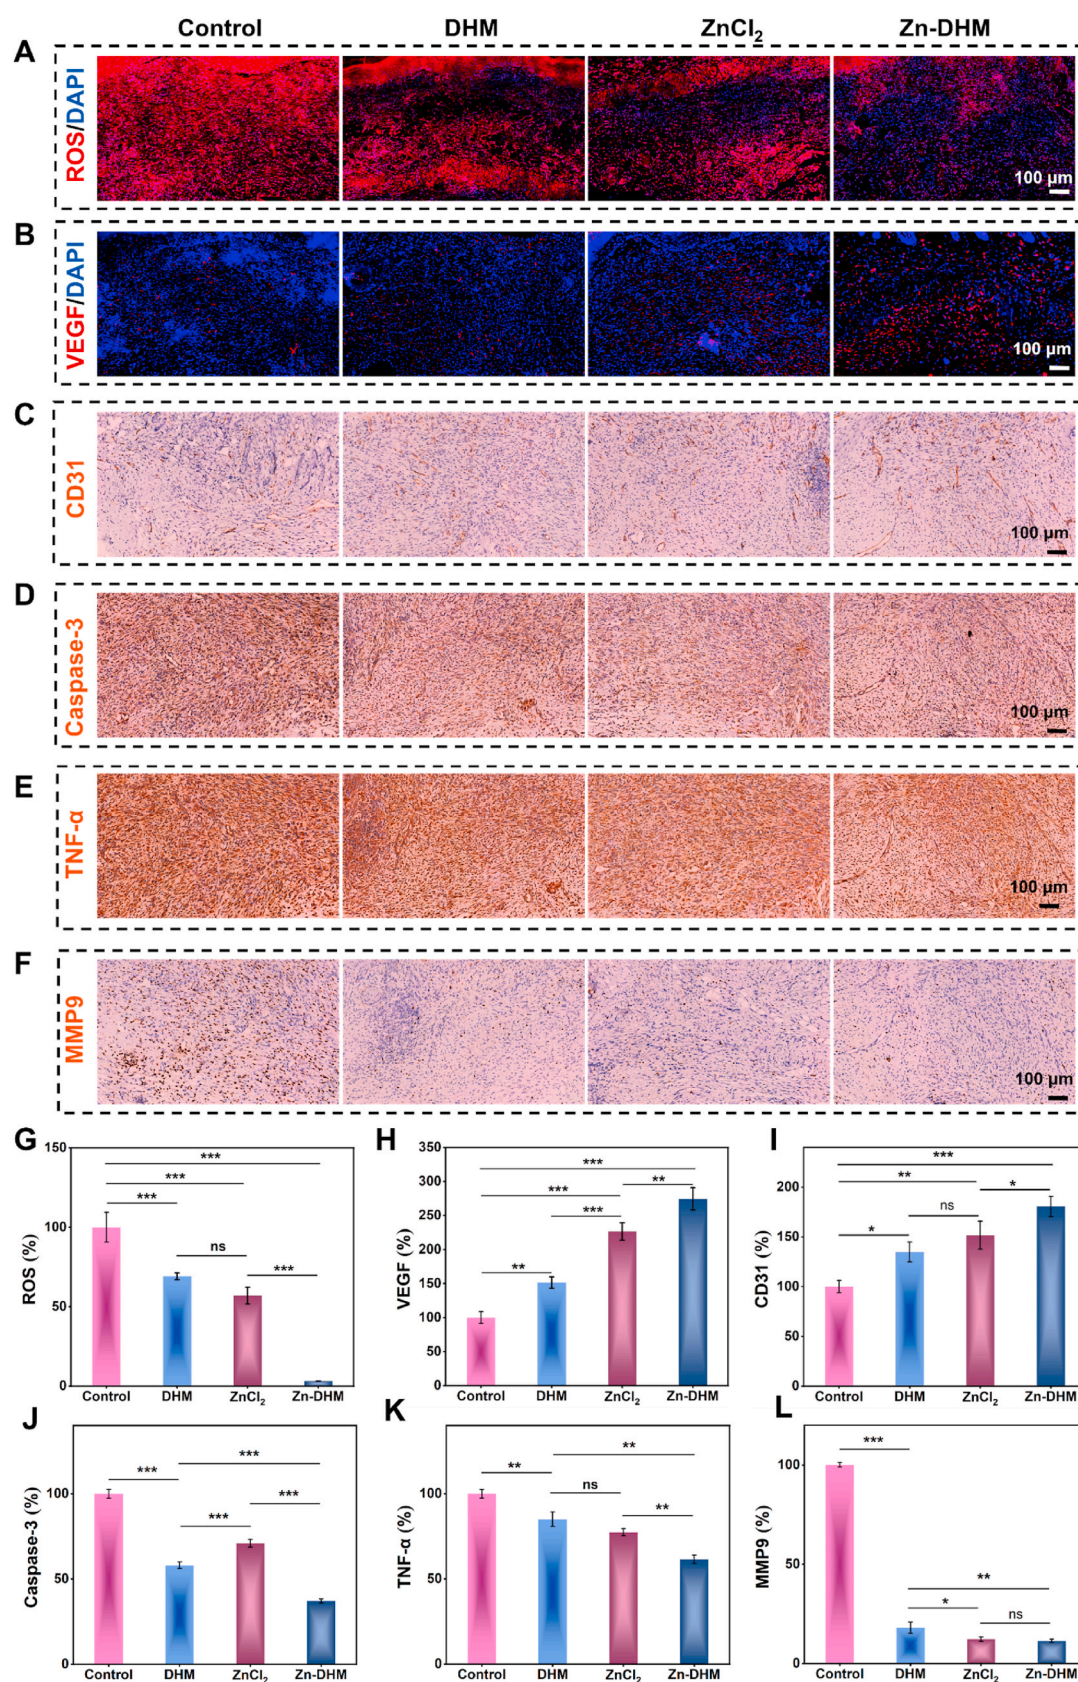 Control DHM ZnCl₂ Zn-DHM
A
ROS/DAPI
100 µm
B
VEGF/DAPI
100 µm
C
CD31
100 µm
D
Caspase-3
100 µm
E
TNF-α
100 µm
F
MMP9
100 µm
G
ROS (%)
150
100
50
0
***
***
***
ns
***
Control DHM ZnCl₂ Zn-DHM
H
VEGF (%)
350
300
250
200
150
100
50
0
***
***
**
***
**
Control DHM ZnCl₂ Zn-DHM
I
CD31 (%)
200
150
100
50
0
***
**
*
ns
*
Control DHM ZnCl₂ Zn-DHM
J
Caspase-3 (%)
100
50
0
***
***
***
***
Control DHM ZnCl₂ Zn-DHM
K
TNF-α (%)
100
50
0
**
**
ns
**
Control DHM ZnCl₂ Zn-DHM
L
MMP9 (%)
100
50
0
***
**
*
ns
Control DHM ZnCl₂ Zn-DHM